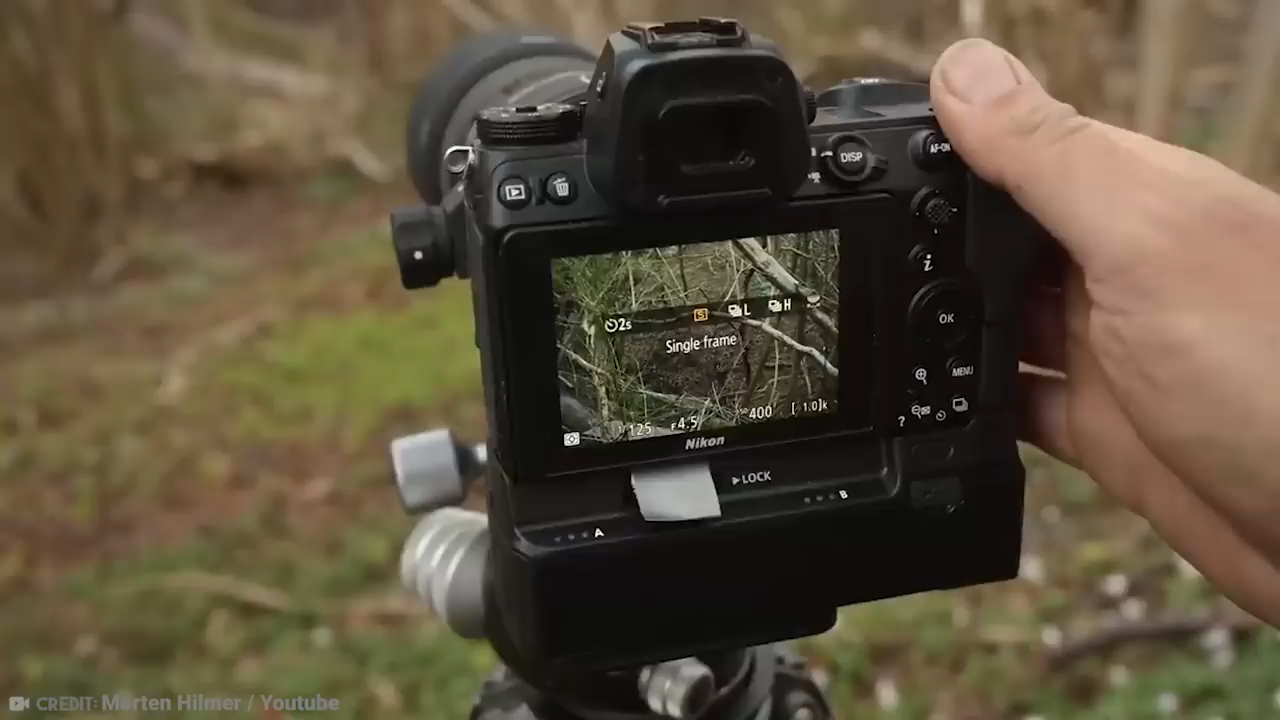 DISP
AF-ON
i
OK
2s S L H
Single frame
MENU
125 F4.5 ISO 400 [1.0]k
?
Nikon
LOCK
B
A
CREDIT: Morten Hilmer / Youtube